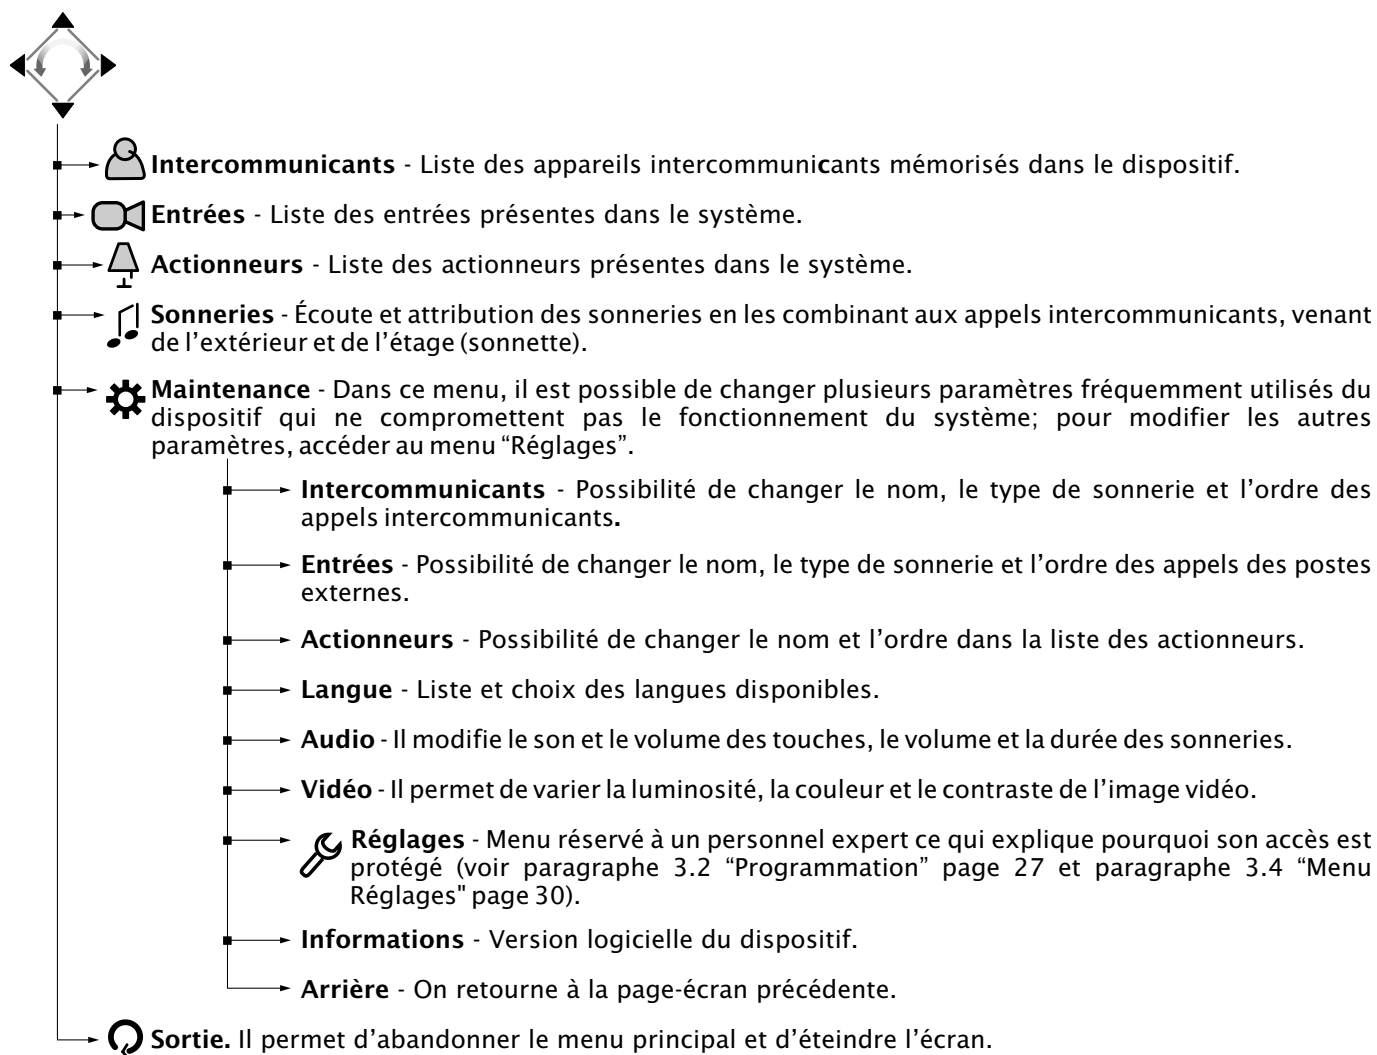 Intercommunicants - Liste des appareils intercommunicants mémorisés dans le dispositif.
Entrées - Liste des entrées présentes dans le système.
Actionneurs - Liste des actionneurs présentes dans le système.
Sonneries - Écoute et attribution des sonneries en les combinant aux appels intercommunicants, venant
de l’extérieur et de l’étage (sonnette).
Maintenance - Dans ce menu, il est possible de changer plusieurs paramètres fréquemment utilisés du
dispositif qui ne compromettent pas le fonctionnement du système; pour modifier les autres
paramètres, accéder au menu “Réglages”.
Intercommunicants - Possibilité de changer le nom, le type de sonnerie et l’ordre des
appels intercommunicants.
Entrées - Possibilité de changer le nom, le type de sonnerie et l’ordre des appels des postes
externes.
Actionneurs - Possibilité de changer le nom et l’ordre dans la liste des actionneurs.
Langue - Liste et choix des langues disponibles.
Audio - Il modifie le son et le volume des touches, le volume et la durée des sonneries.
Vidéo - Il permet de varier la luminosité, la couleur et le contraste de l’image vidéo.
Réglages - Menu réservé à un personnel expert ce qui explique pourquoi son accès est
protégé (voir paragraphe 3.2 “Programmation” page 27 et paragraphe 3.4 “Menu
Réglages" page 30).
Informations - Version logicielle du dispositif.
Arrière - On retourne à la page-écran précédente.
Sortie. Il permet d’abandonner le menu principal et d’éteindre l’écran.